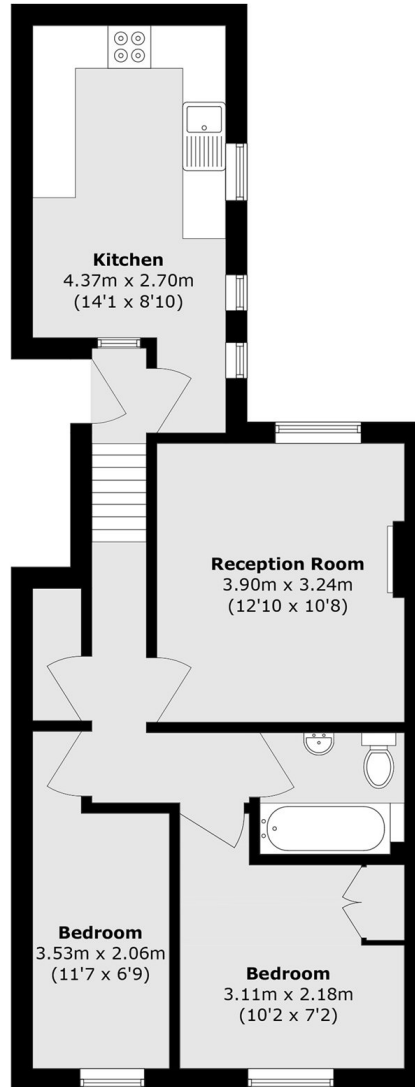 Kitchen
4.37m x 2.70m
(14'1 x 8'10)
Reception Room
3.90m x 3.24m
(12'10 x 10'8)
Bedroom
3.53m x 2.06m
(11'7 x 6'9)
Bedroom
3.11m x 2.18m
(10'2 x 7'2)